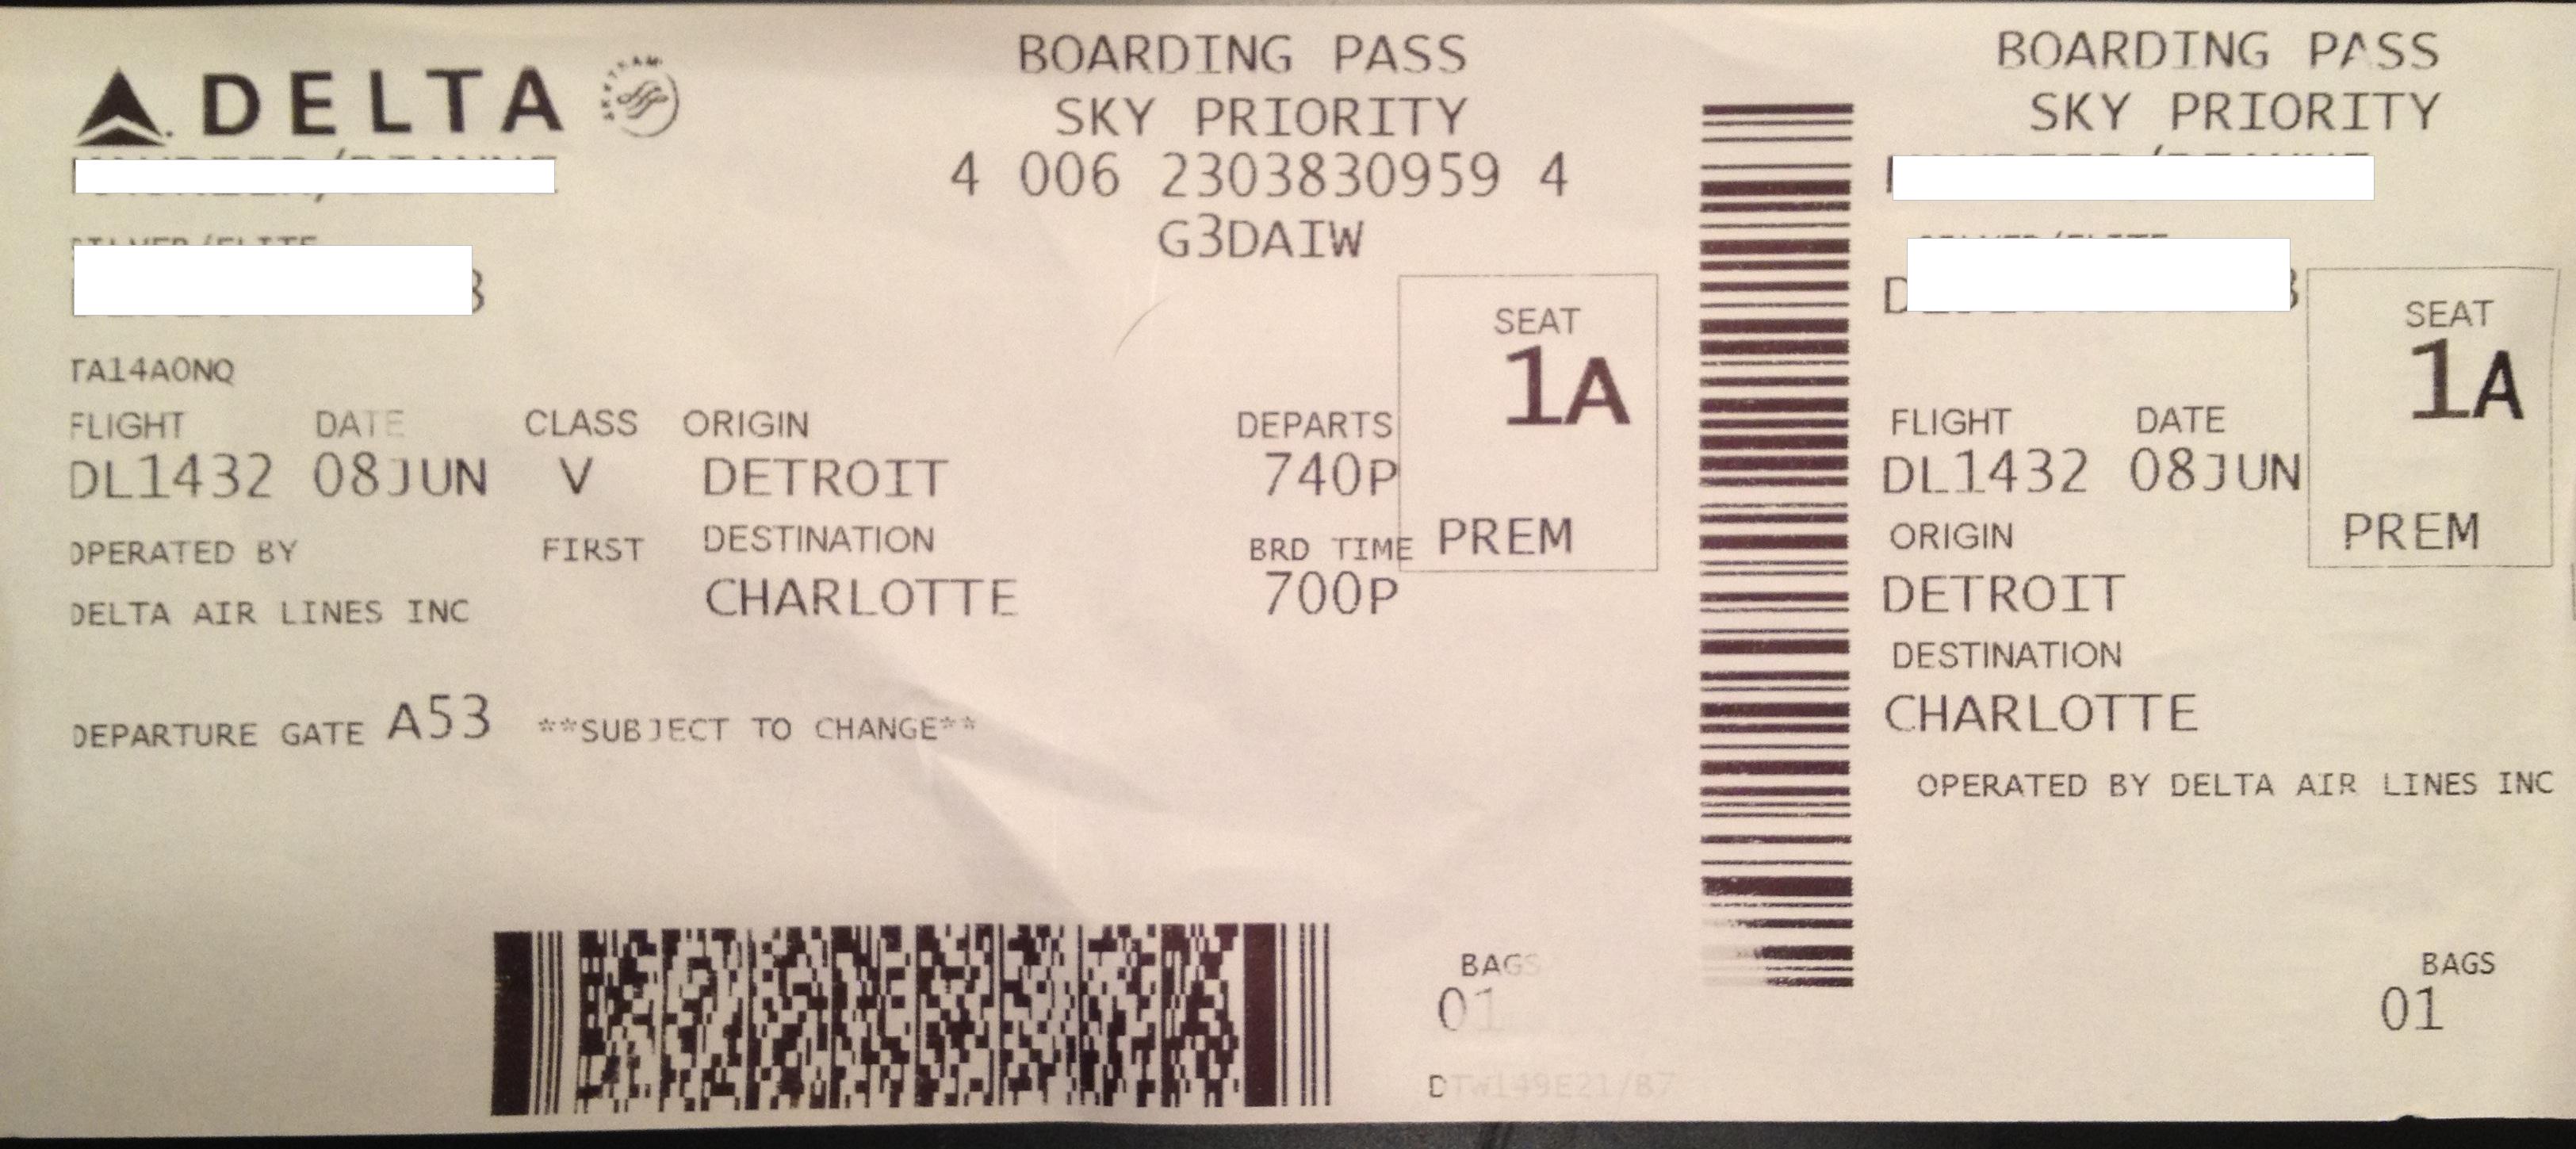 DELTA
BOARDING PASS
SKY PRIORITY
4 006 2303830959 4
G3DAIW
TA14A0NQ
SEAT
1A
FLIGHT DATE CLASS ORIGIN DEPARTS
DL1432 08JUN V DETROIT 740P
OPERATED BY FIRST DESTINATION BRD TIME PREM
DELTA AIR LINES INC CHARLOTTE 700P
DEPARTURE GATE A53 **SUBJECT TO CHANGE**
BAGS
01
DTW149E21/B7
BOARDING PASS
SKY PRIORITY
SEAT
1A
FLIGHT DATE
DL1432 08JUN
ORIGIN PREM
DETROIT
DESTINATION
CHARLOTTE
OPERATED BY DELTA AIR LINES INC
BAGS
01